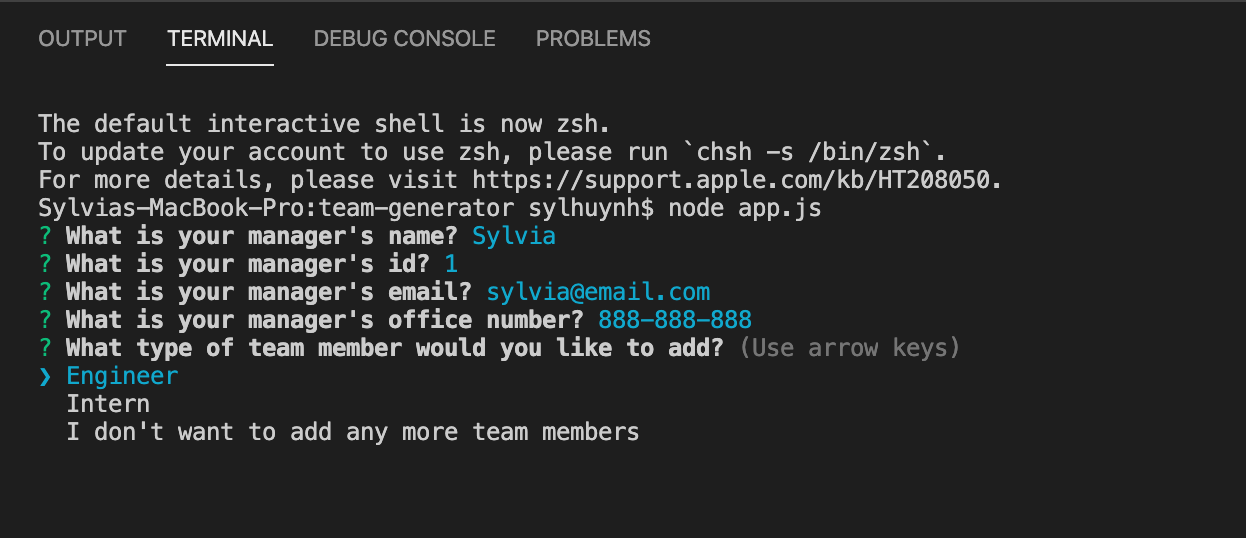 OUTPUT TERMINAL DEBUG CONSOLE PROBLEMS
The default interactive shell is now zsh.
To update your account to use zsh, please run `chsh -s /bin/zsh`.
For more details, please visit https://support.apple.com/kb/HT208050.
Sylvias-MacBook-Pro:team-generator sylhuynh$ node app.js
? What is your manager's name? Sylvia
? What is your manager's id? 1
? What is your manager's email? sylvia@email.com
? What is your manager's office number? 888-888-888
? What type of team member would you like to add? (Use arrow keys)
❯ Engineer
  Intern
  I don't want to add any more team members